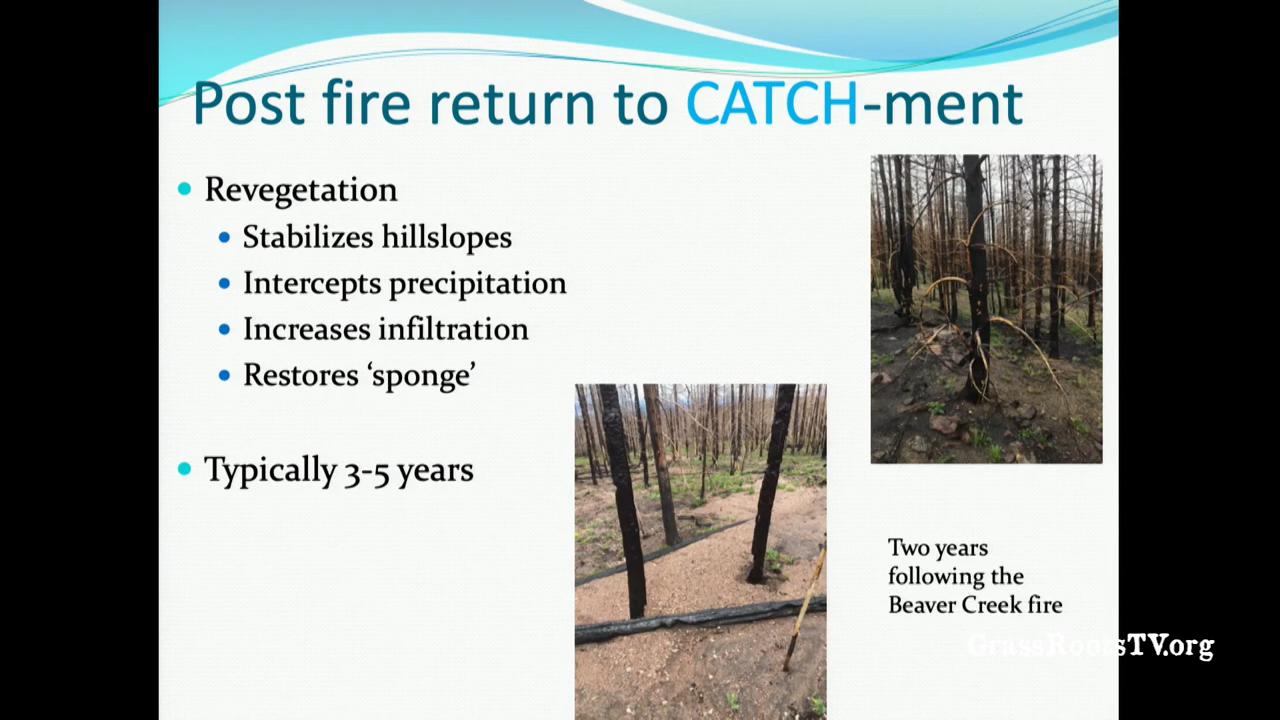 Post fire return to CATCH-ment
Revegetation
Stabilizes hillslopes
Intercepts precipitation
Increases infiltration
Restores ‘sponge’
Typically 3-5 years
Two years
following the
Beaver Creek fire
GrassRootsTV.org